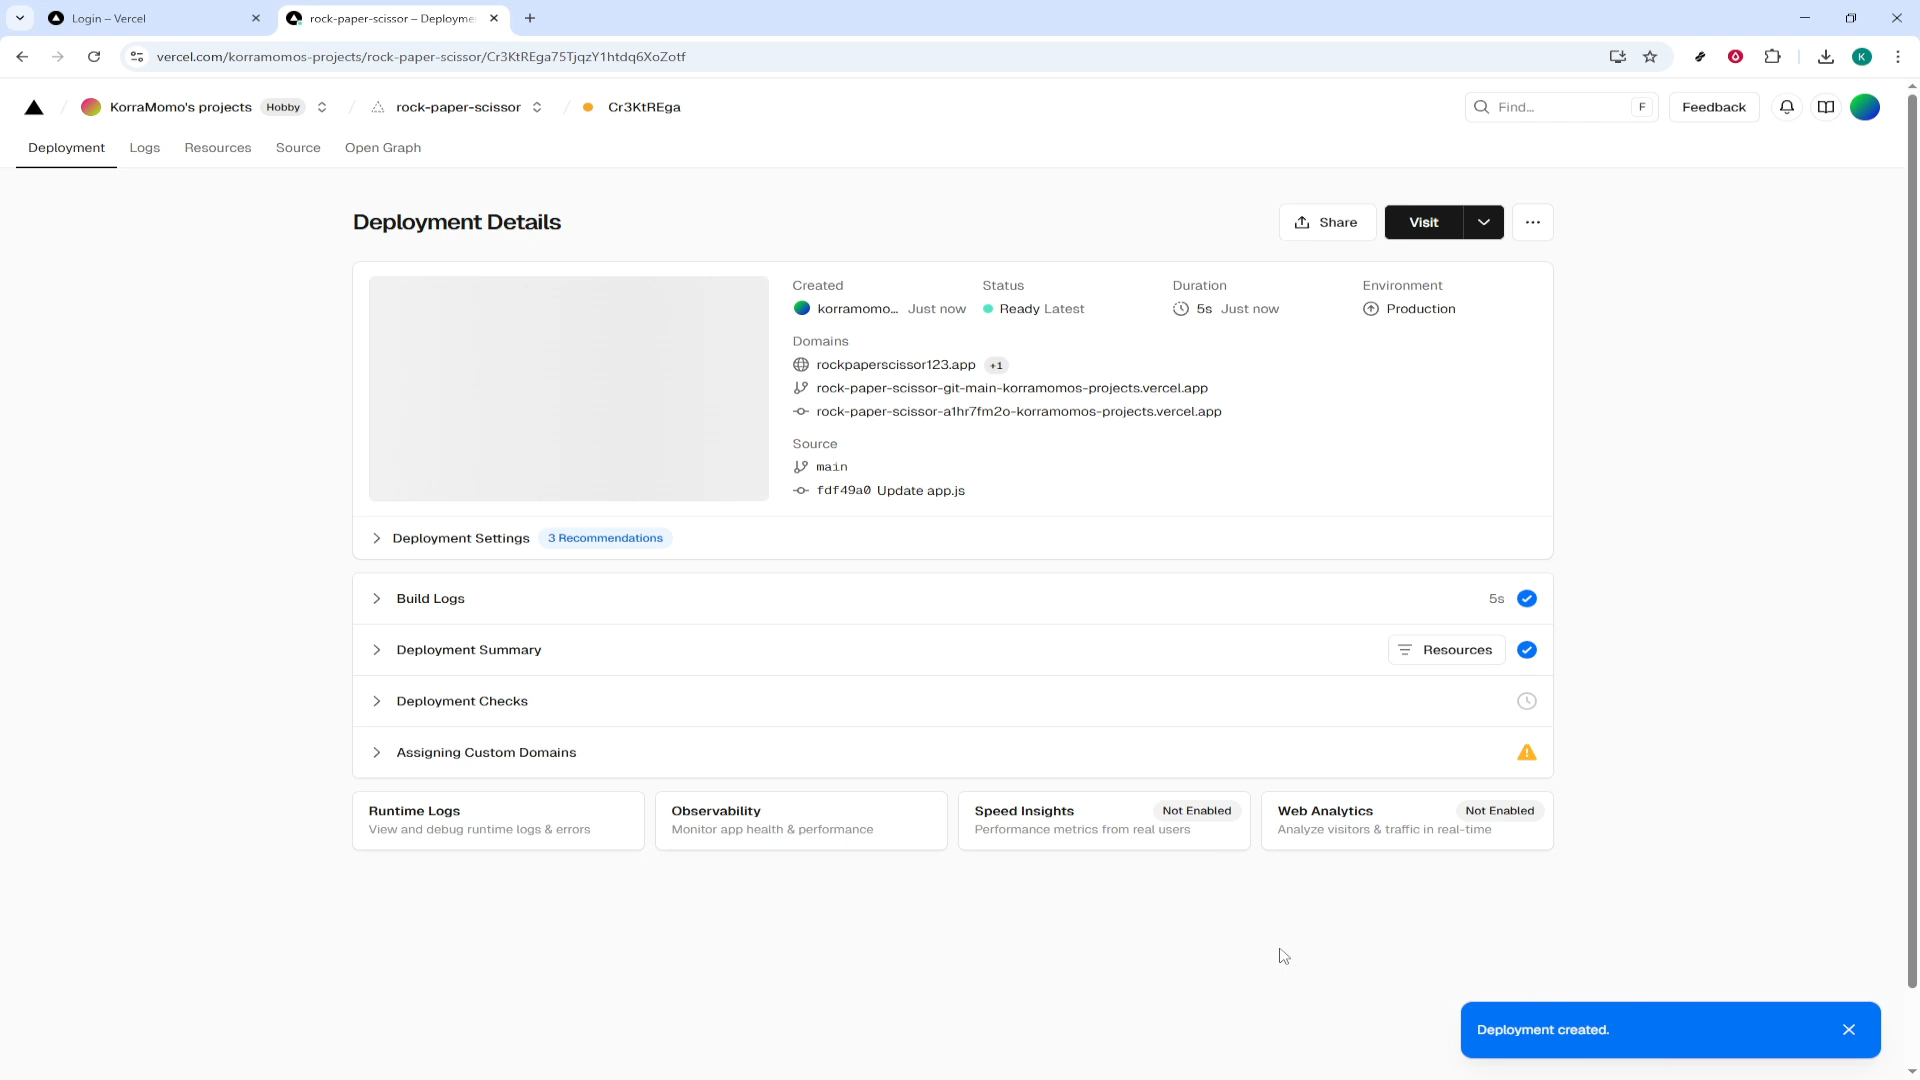 Login – Vercel
rock-paper-scissor – Deployme
vercel.com/korramomos-projects/rock-paper-scissor/Cr3KtREga75TjqzY1htdq6XoZotf
K
KorraMomo's projects Hobby / rock-paper-scissor / Cr3KtREga
Find... F
Feedback
Deployment Logs Resources Source Open Graph
Deployment Details
Share
Visit
Created Status Duration Environment
korramomo... Just now Ready Latest 5s Just now Production
Domains
rockpaperscissor123.app +1
rock-paper-scissor-git-main-korramomos-projects.vercel.app
rock-paper-scissor-a1hr7fm2o-korramomos-projects.vercel.app
Source
main
fdf49a0 Update app.js
Deployment Settings 3 Recommendations
Build Logs 5s
Deployment Summary Resources
Deployment Checks
Assigning Custom Domains
Runtime Logs
View and debug runtime logs & errors
Observability
Monitor app health & performance
Speed Insights Not Enabled
Performance metrics from real users
Web Analytics Not Enabled
Analyze visitors & traffic in real-time
Deployment created.